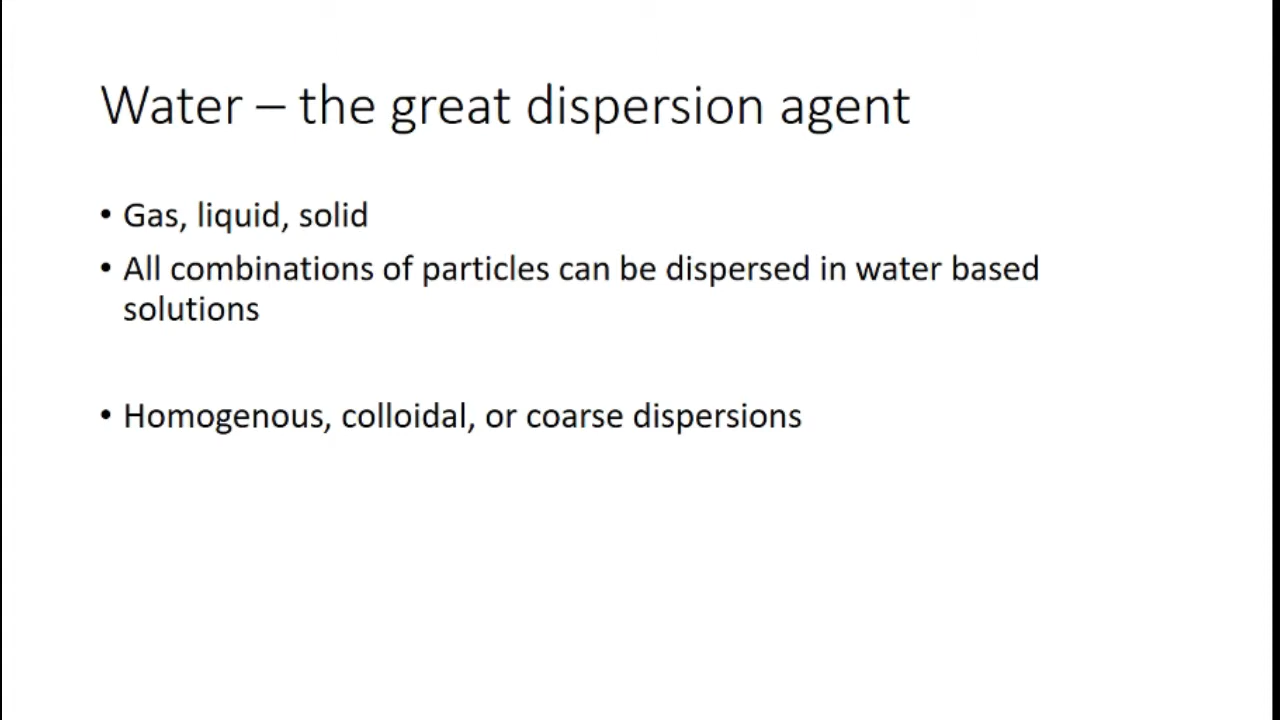 Water – the great dispersion agent
• Gas, liquid, solid
• All combinations of particles can be dispersed in water based
solutions
• Homogenous, colloidal, or coarse dispersions